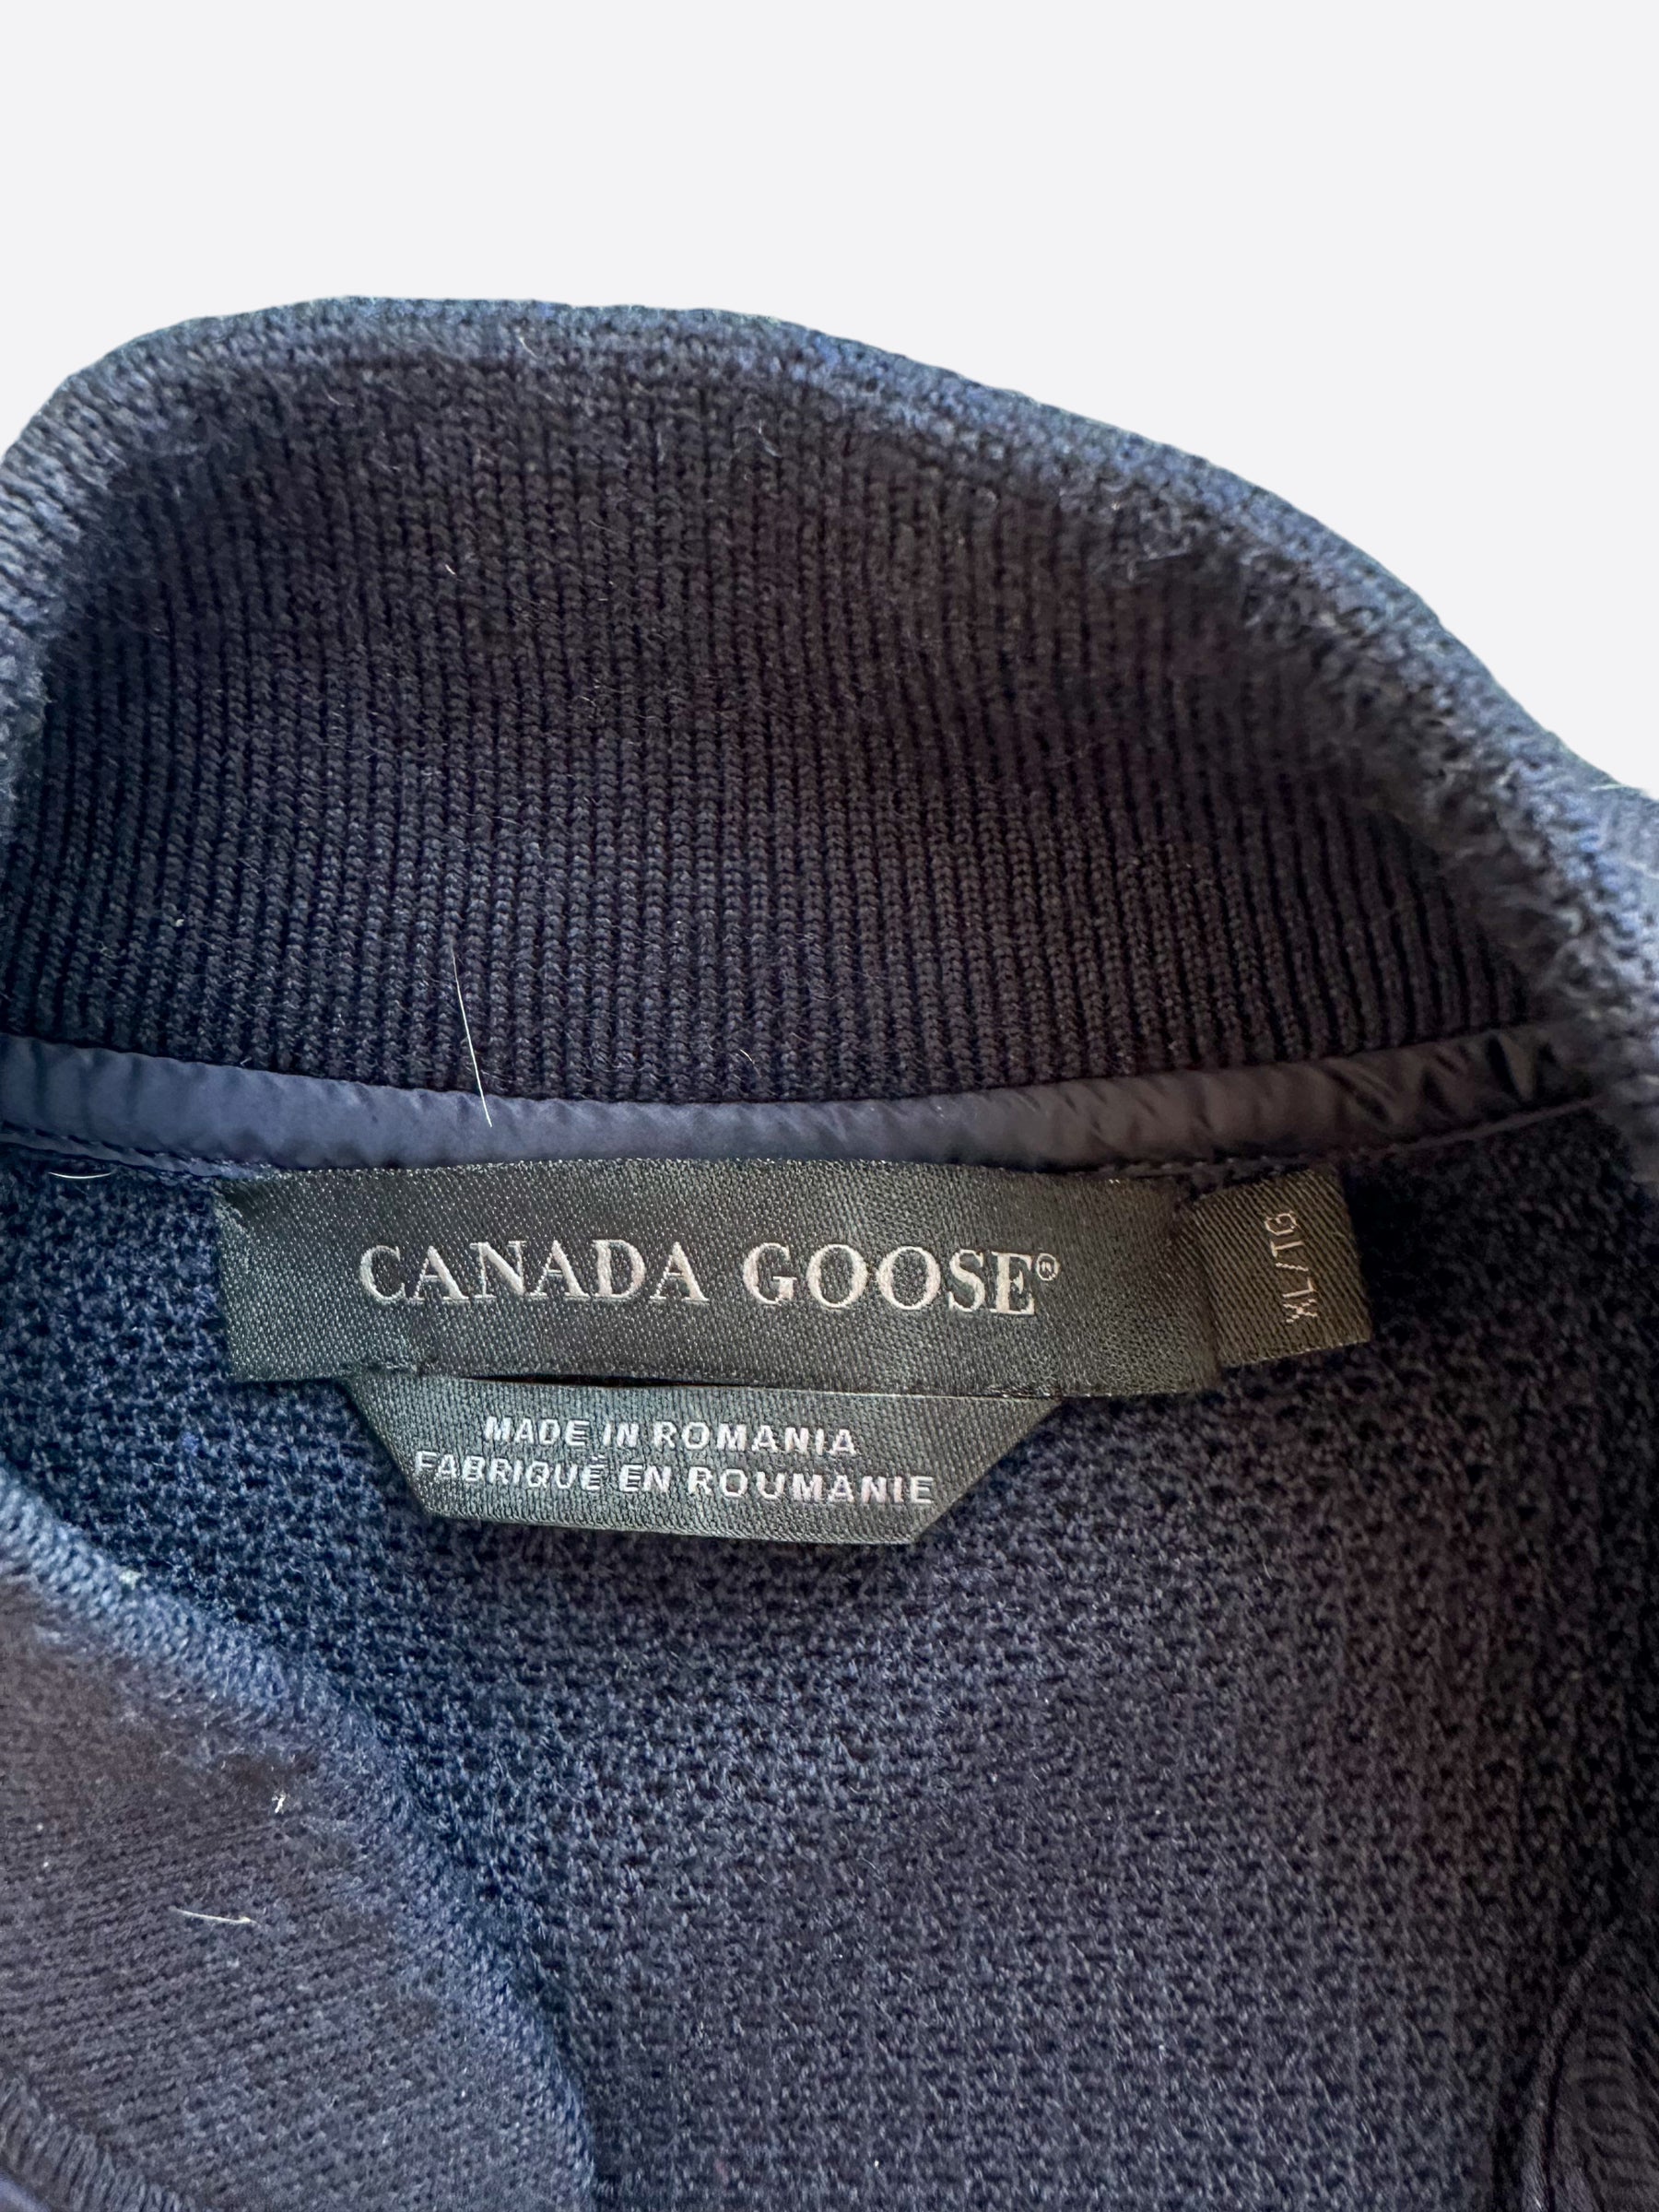 CANADA GOOSE®
XL/TG
MADE IN ROMANIA
FABRIQUÉ EN ROUMANIE